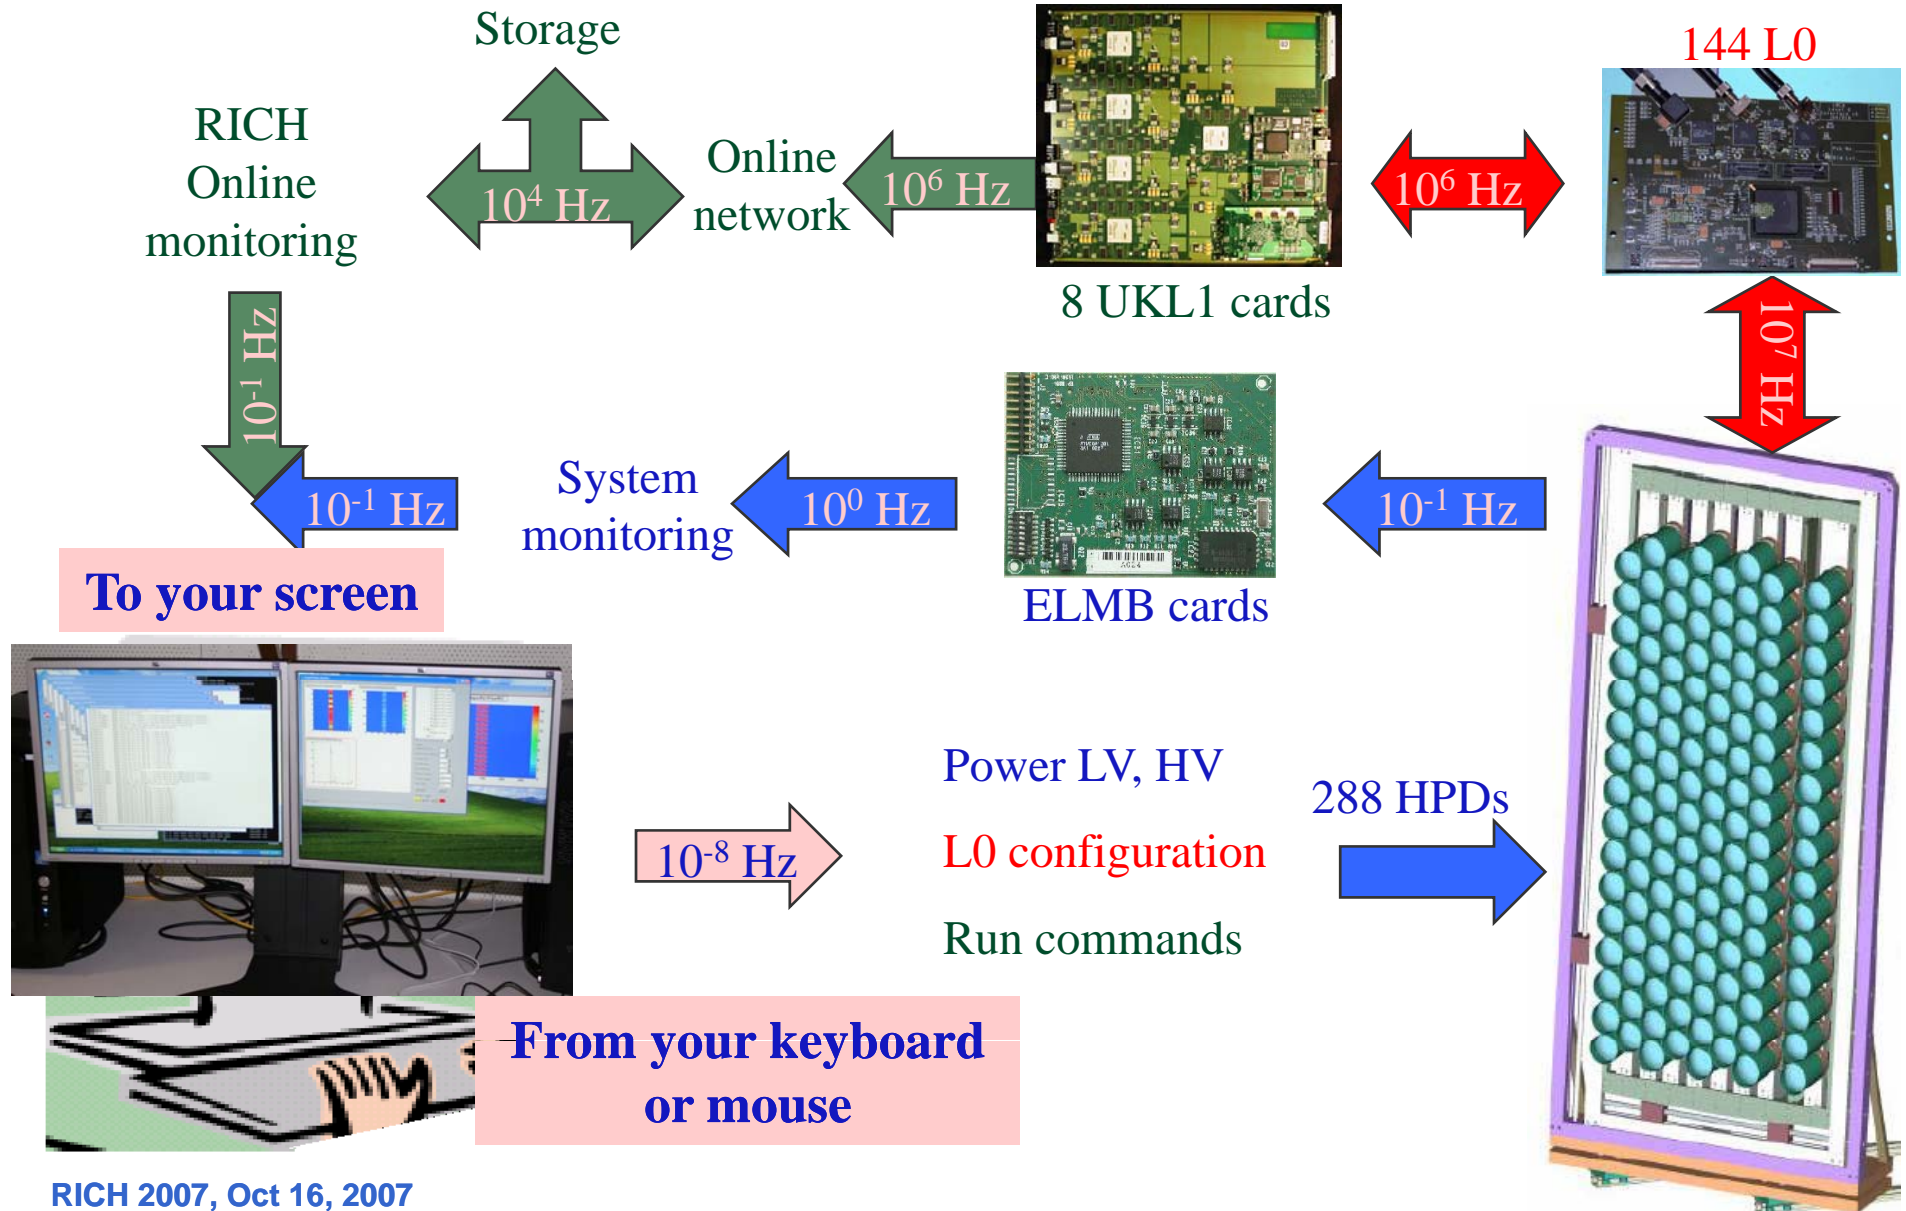 Storage
144 L0
RICH
Online
monitoring
Online
network
10⁴ Hz
10⁶ Hz
10⁶ Hz
8 UKL1 cards
10⁻¹ Hz
10⁷ Hz
System
monitoring
10⁻¹ Hz
10⁰ Hz
10⁻¹ Hz
A624
ELMB cards
To your screen
Power LV, HV
288 HPDs
10⁻⁸ Hz
L0 configuration
Run commands
From your keyboard
or mouse
RICH 2007, Oct 16, 2007